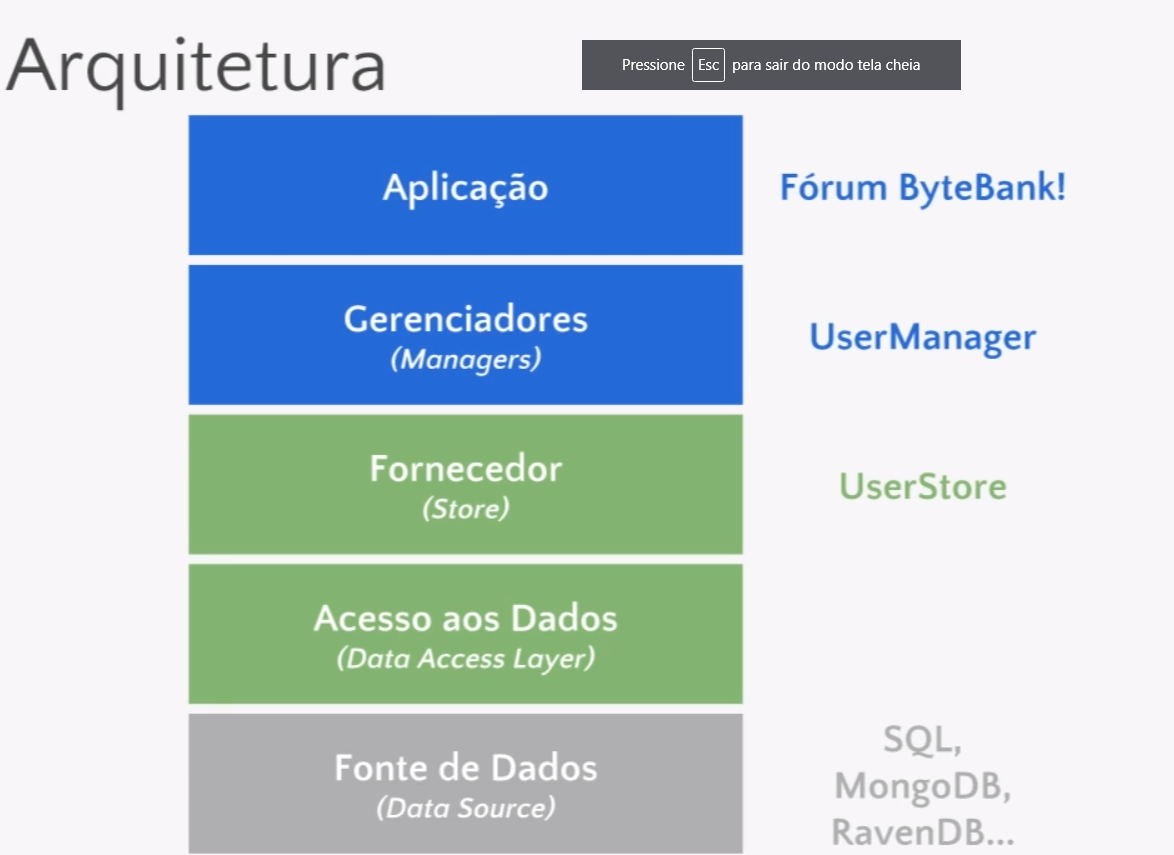 Arquitetura
Pressione Esc para sair do modo tela cheia
Aplicação
Fórum ByteBank!
Gerenciadores
(Managers)
UserManager
Fornecedor
(Store)
UserStore
Acesso aos Dados
(Data Access Layer)
Fonte de Dados
(Data Source)
SQL,
MongoDB,
RavenDB...